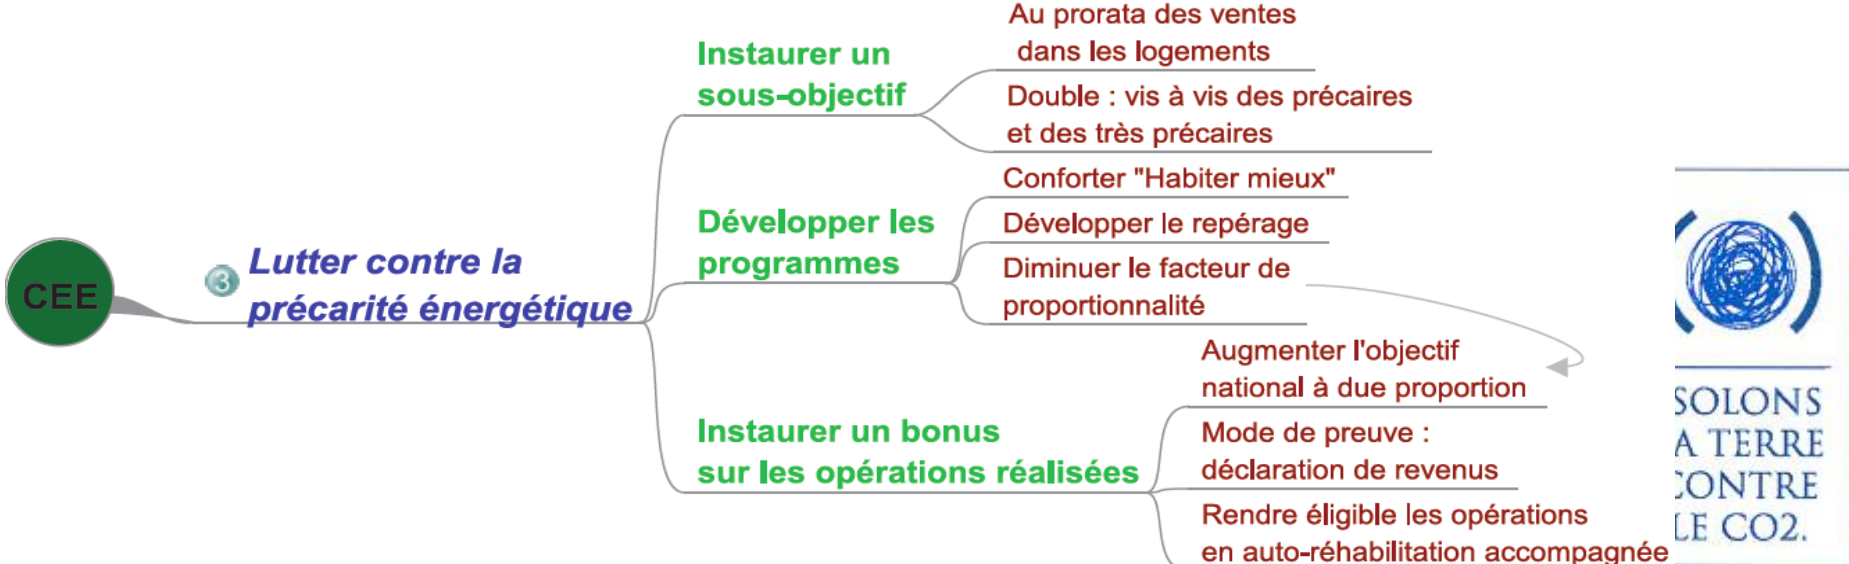 CEE
3
Lutter contre la
précarité énergétique
Instaurer un
sous-objectif
Au prorata des ventes
dans les logements
Double : vis à vis des précaires
et des très précaires
Développer les
programmes
Conforter "Habiter mieux"
Développer le repérage
Diminuer le facteur de
proportionnalité
Instaurer un bonus
sur les opérations réalisées
Augmenter l'objectif
national à due proportion
Mode de preuve :
déclaration de revenus
Rendre éligible les opérations
en auto-réhabilitation accompagnée
SOLONS
A TERRE
CONTRE
LE CO2.